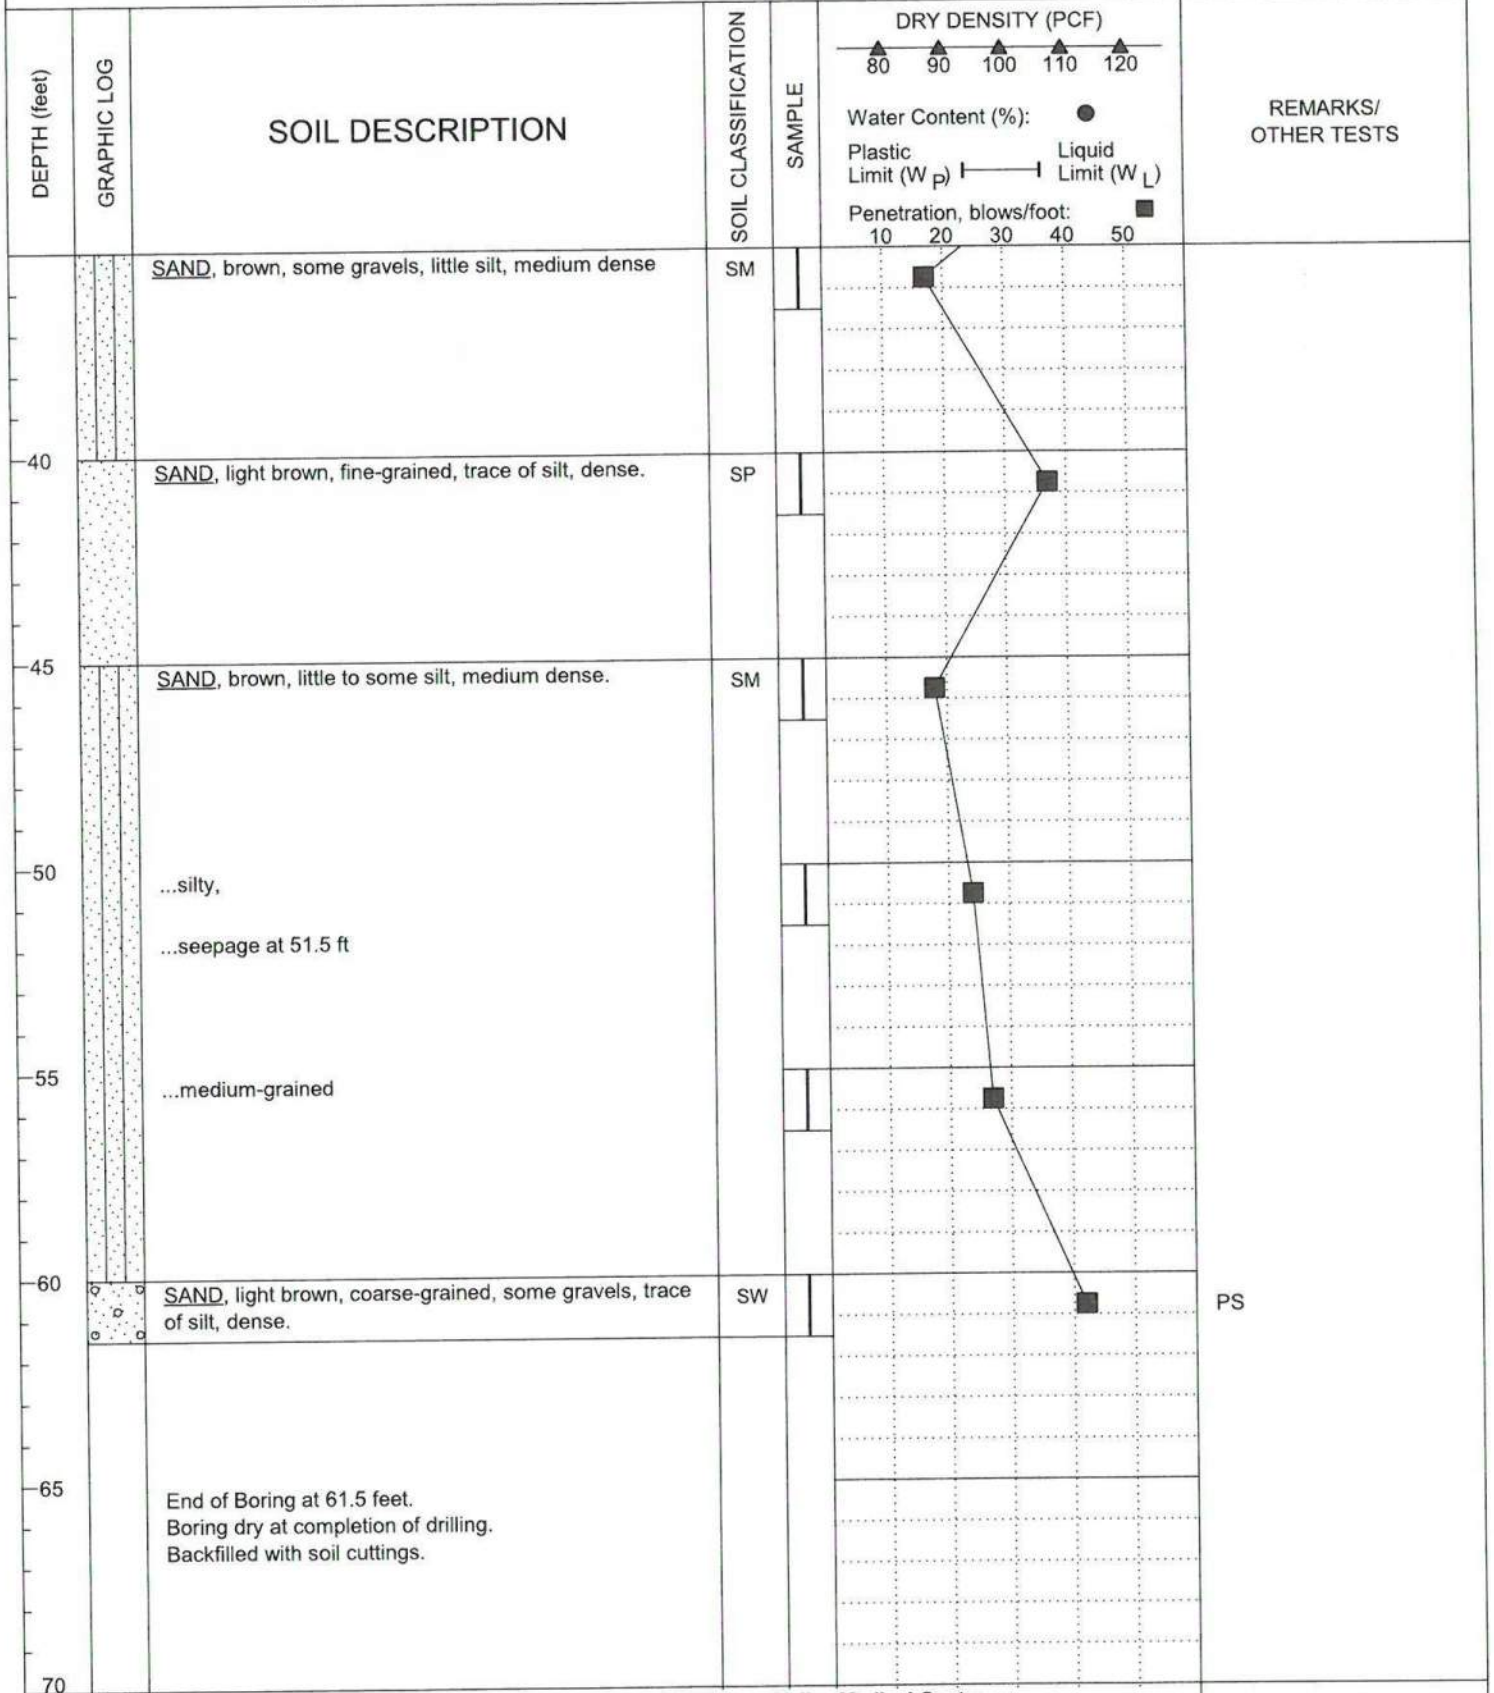 DEPTH (feet)
GRAPHIC LOG
SOIL DESCRIPTION
SOIL CLASSIFICATION
SAMPLE
DRY DENSITY (PCF)
80 90 100 110 120
Water Content (%):
Plastic Limit (W P)
Liquid Limit (W L)
Penetration, blows/foot:
10 20 30 40 50
REMARKS/
OTHER TESTS
SAND, brown, some gravels, little silt, medium dense SM
40
SAND, light brown, fine-grained, trace of silt, dense. SP
45
SAND, brown, little to some silt, medium dense. SM
50
...silty,
...seepage at 51.5 ft
55
...medium-grained
60
SAND, light brown, coarse-grained, some gravels, trace SW PS
of silt, dense.
65
End of Boring at 61.5 feet.
Boring dry at completion of drilling.
Backfilled with soil cuttings.
70